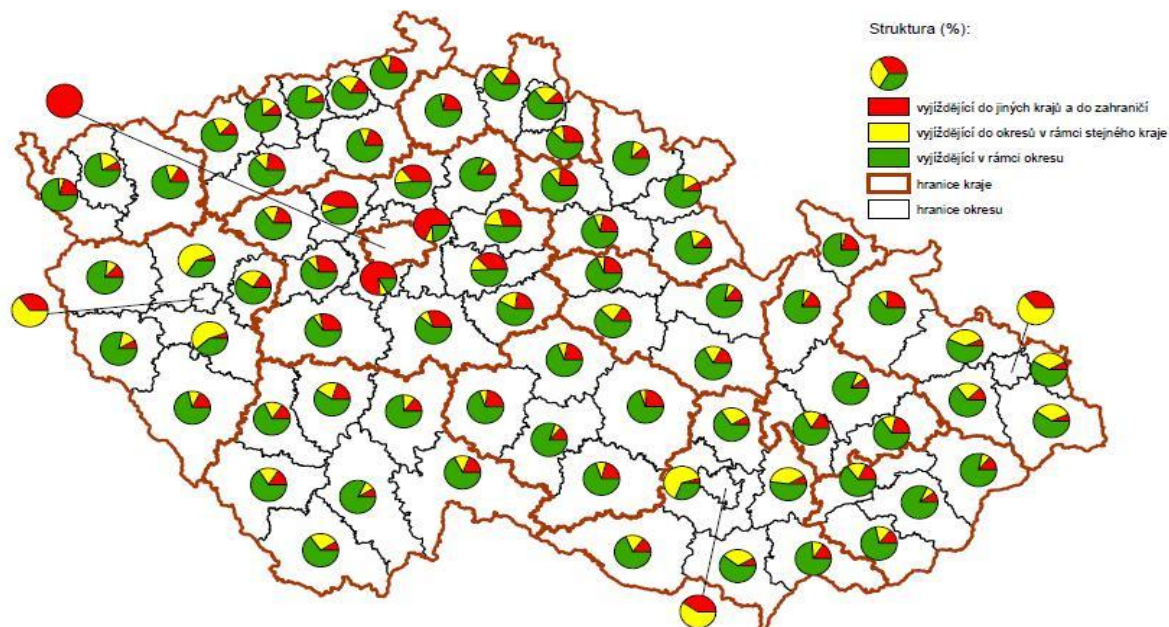 Struktura (%):
vyjíždějící do jiných krajů a do zahraničí
vyjíždějící do okresů v rámci stejného kraje
vyjíždějící v rámci okresu
hranice kraje
hranice okresu